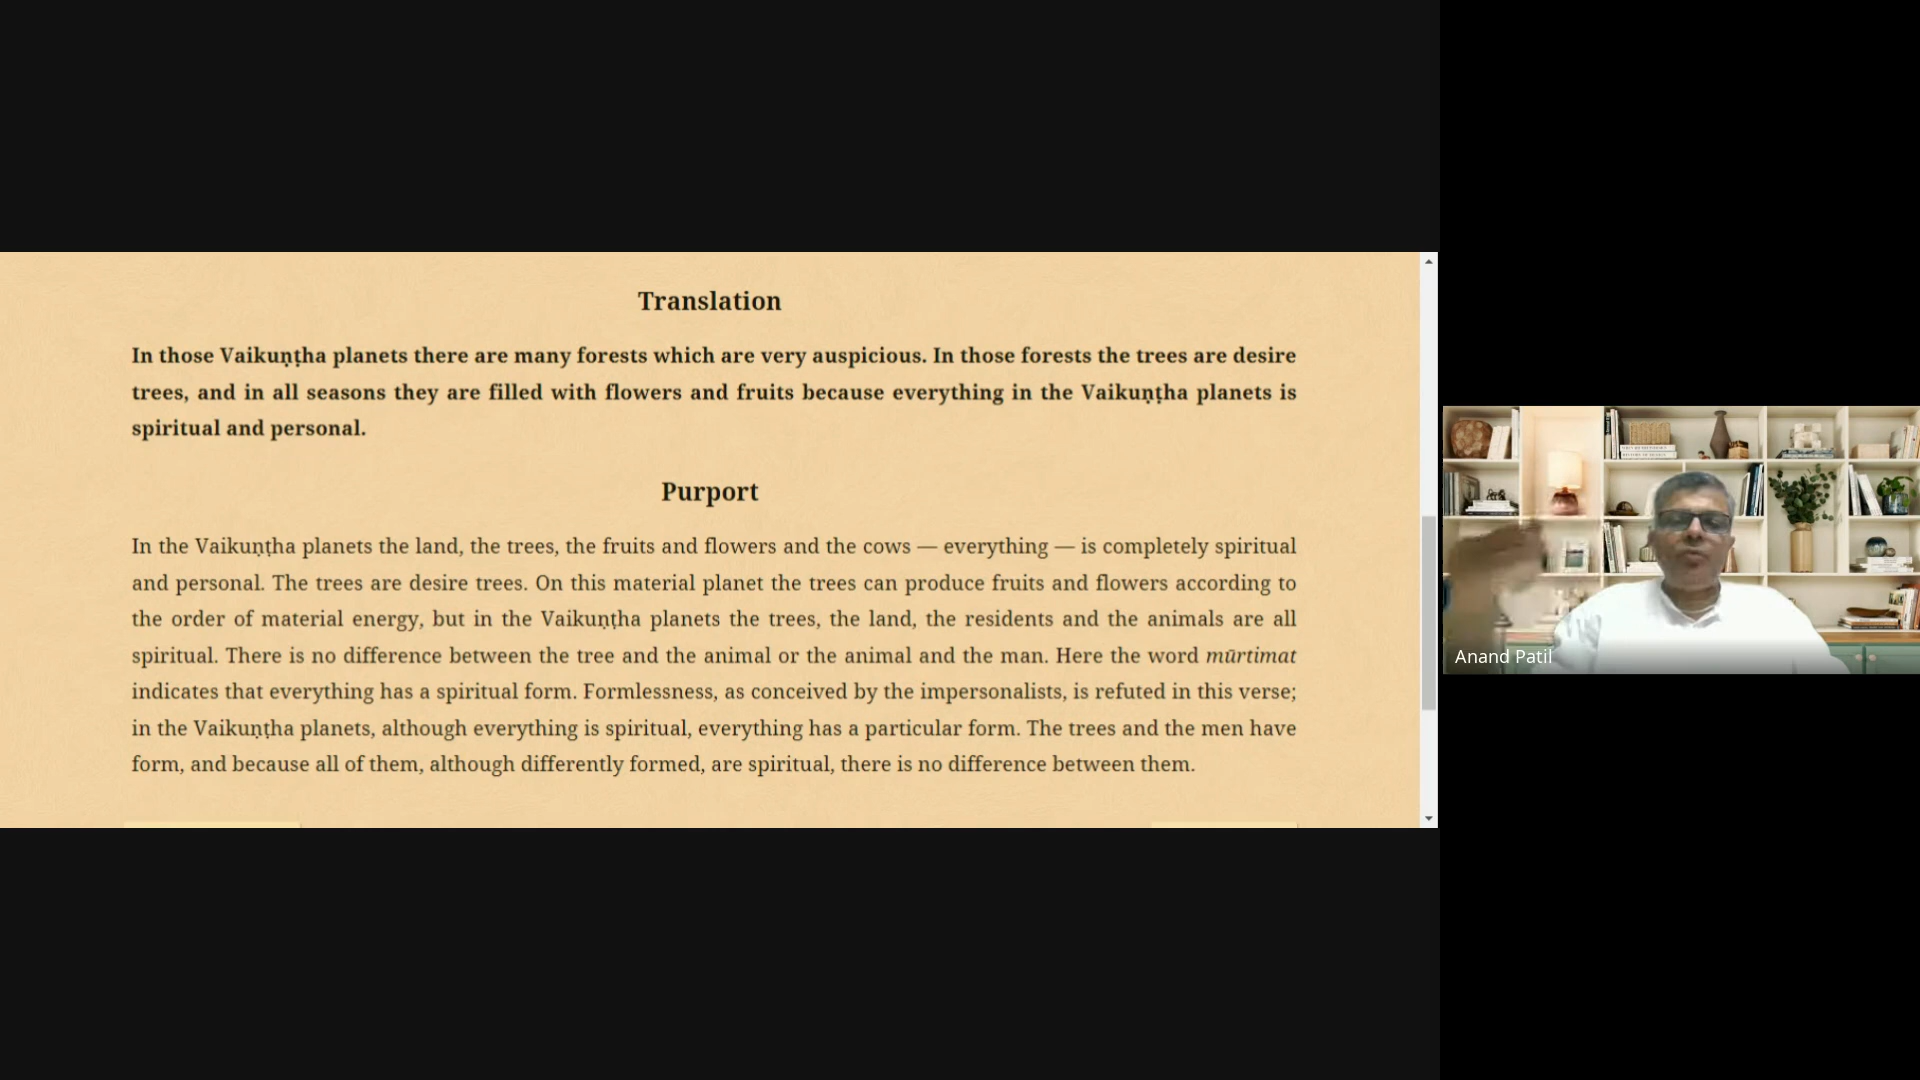 Translation
In those Vaikuṇṭha planets there are many forests which are very auspicious. In those forests the trees are desire
trees, and in all seasons they are filled with flowers and fruits because everything in the Vaikuṇṭha planets is
spiritual and personal.
Purport
In the Vaikuṇṭha planets the land, the trees, the fruits and flowers and the cows — everything — is completely spiritual
and personal. The trees are desire trees. On this material planet the trees can produce fruits and flowers according to
the order of material energy, but in the Vaikuṇṭha planets the trees, the land, the residents and the animals are all
spiritual. There is no difference between the tree and the animal or the animal and the man. Here the word mūrtimat
indicates that everything has a spiritual form. Formlessness, as conceived by the impersonalists, is refuted in this verse;
in the Vaikuṇṭha planets, although everything is spiritual, everything has a particular form. The trees and the men have
form, and because all of them, although differently formed, are spiritual, there is no difference between them.
Anand Patil